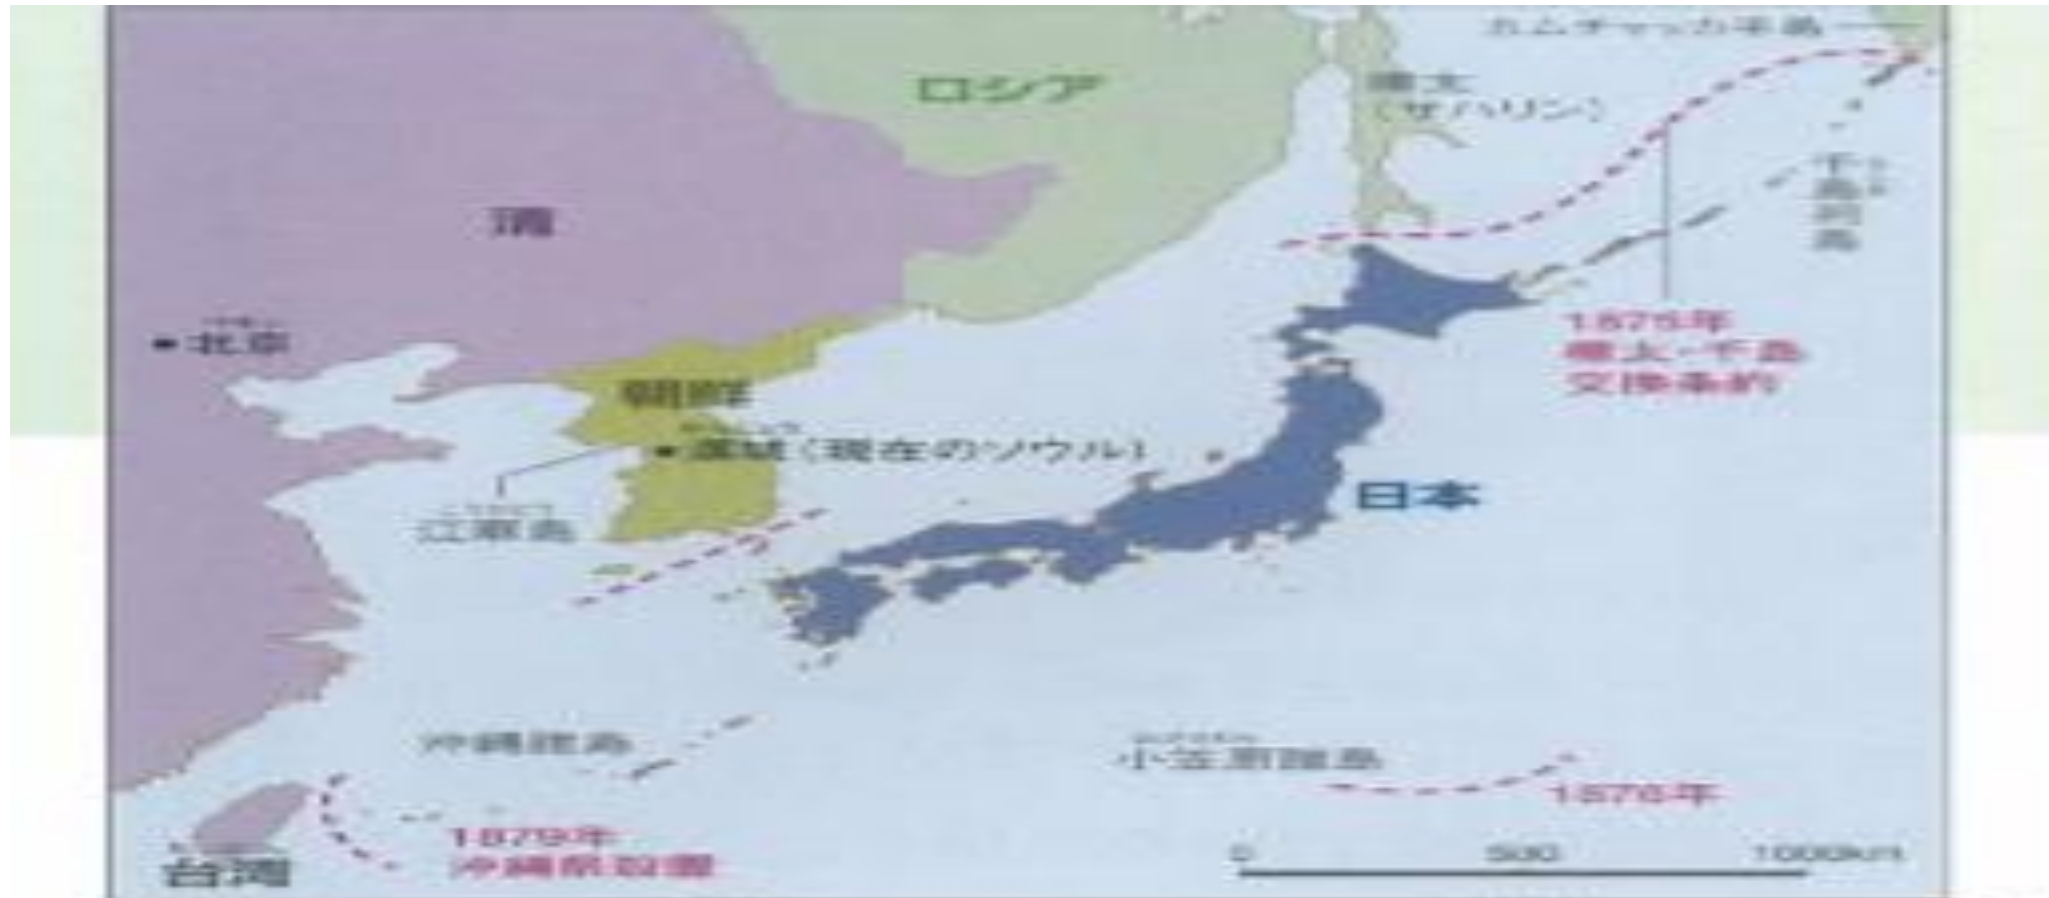 カムチャッカ半島
ロシア
樺太
(サハリン)
千島列島
清
1875年
樺太・千島
交換条約
北京
朝鮮
漢城(現在のソウル)
日本
江華島
沖縄諸島
小笠原諸島
1876年
1879年
沖縄県設置
台湾
0 500 1000km